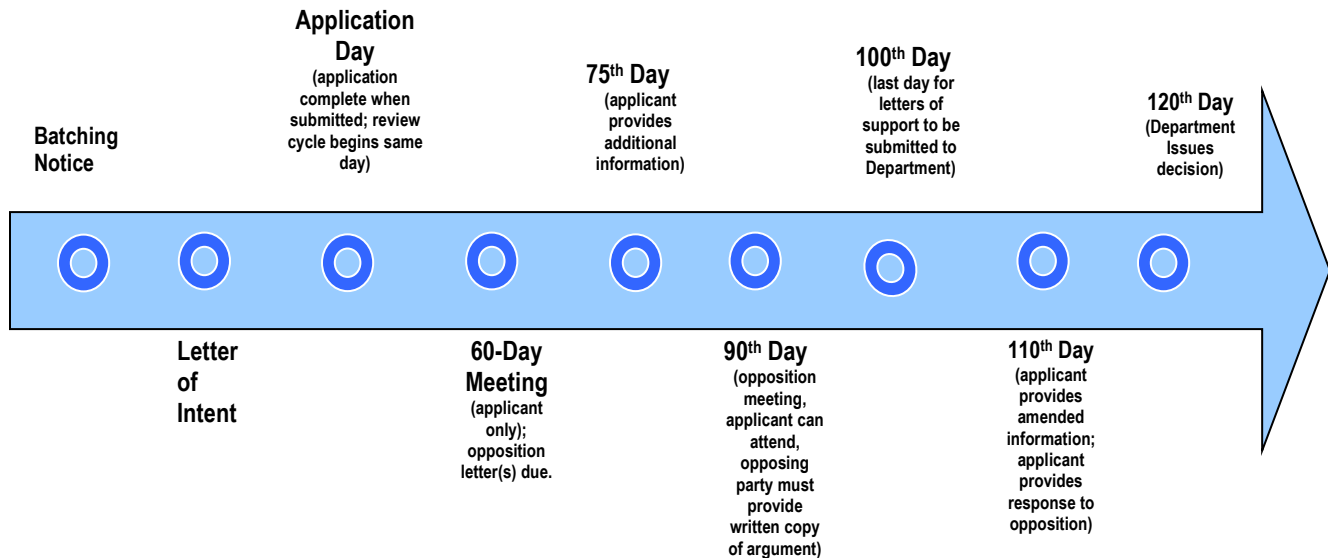 Batching
Notice
Letter
of
Intent
Application
Day
(application
complete when
submitted; review
cycle begins same
day)
60-Day
Meeting
(applicant
only);
opposition
letter(s) due.
75th Day
(applicant
provides
additional
information)
90th Day
(opposition
meeting,
applicant can
attend,
opposing
party must
provide
written copy
of argument)
100th Day
(last day for
letters of
support to be
submitted to
Department)
110th Day
(applicant
provides
amended
information;
applicant
provides
response to
opposition)
120th Day
(Department
Issues
decision)